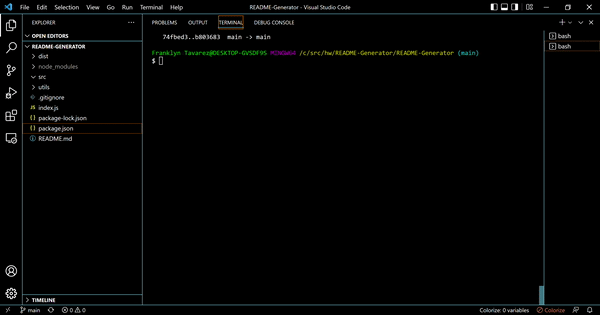 File Edit Selection View Go Run Terminal Help README-Generator - Visual Studio Code
EXPLORER
OPEN EDITORS
README-GENERATOR
dist
node_modules
src
utils
.gitignore
JS index.js
{} package-lock.json
{} package.json
README.md
TIMELINE
PROBLEMS OUTPUT TERMINAL DEBUG CONSOLE
74fbed3..b803683 main -> main
Franklyn Tavarez@DESKTOP-GVSDF9S MINGW64 /c/src/hw/README-Generator/README-Generator (main)
$
bash
bash
main 0 0 Colorize: 0 variables Colorize